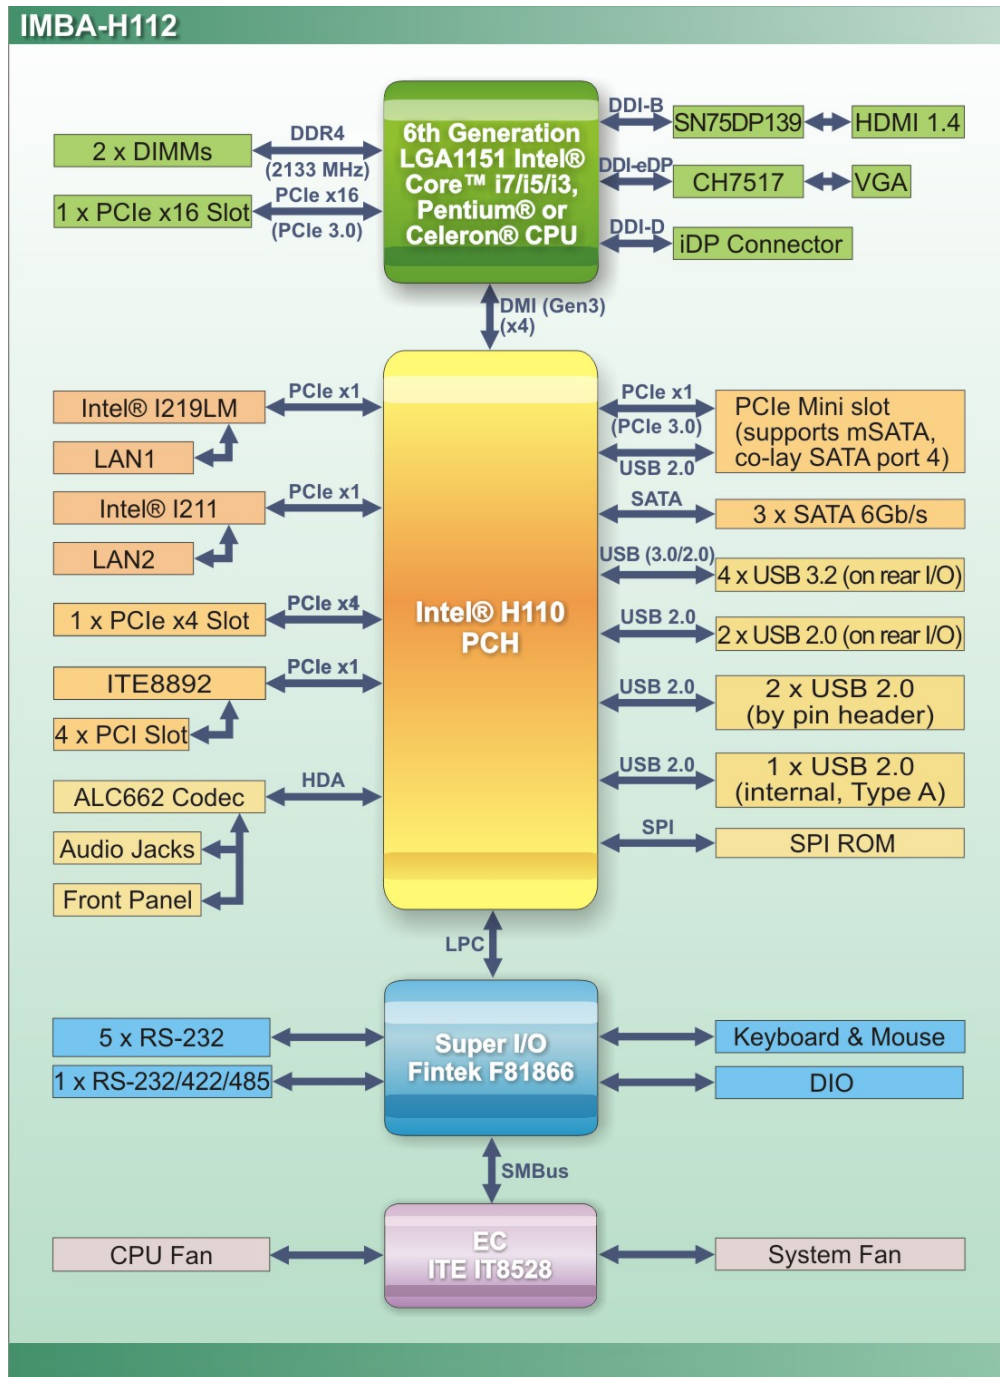 IMBA-H112
6th Generation
LGA1151 Intel®
Core™ i7/i5/i3,
Pentium® or
Celeron® CPU
2 x DIMMs
DDR4
(2133 MHz)
1 x PCIe x16 Slot
PCIe x16
(PCIe 3.0)
DDI-B
SN75DP139
HDMI 1.4
DDI-eDP
CH7517
VGA
DDI-D
iDP Connector
DMI (Gen3)
(x4)
Intel® H110
PCH
Intel® I219LM
PCIe x1
LAN1
Intel® I211
PCIe x1
LAN2
1 x PCIe x4 Slot
PCIe x4
ITE8892
PCIe x1
4 x PCI Slot
ALC662 Codec
HDA
Audio Jacks
Front Panel
PCIe x1
(PCIe 3.0)
USB 2.0
PCIe Mini slot
(supports mSATA,
co-lay SATA port 4)
SATA
3 x SATA 6Gb/s
USB (3.0/2.0)
4 x USB 3.2 (on rear I/O)
USB 2.0
2 x USB 2.0 (on rear I/O)
USB 2.0
2 x USB 2.0
(by pin header)
USB 2.0
1 x USB 2.0
(internal, Type A)
SPI
SPI ROM
LPC
Super I/O
Fintek F81866
5 x RS-232
1 x RS-232/422/485
Keyboard & Mouse
DIO
SMBus
EC
ITE IT8528
CPU Fan
System Fan